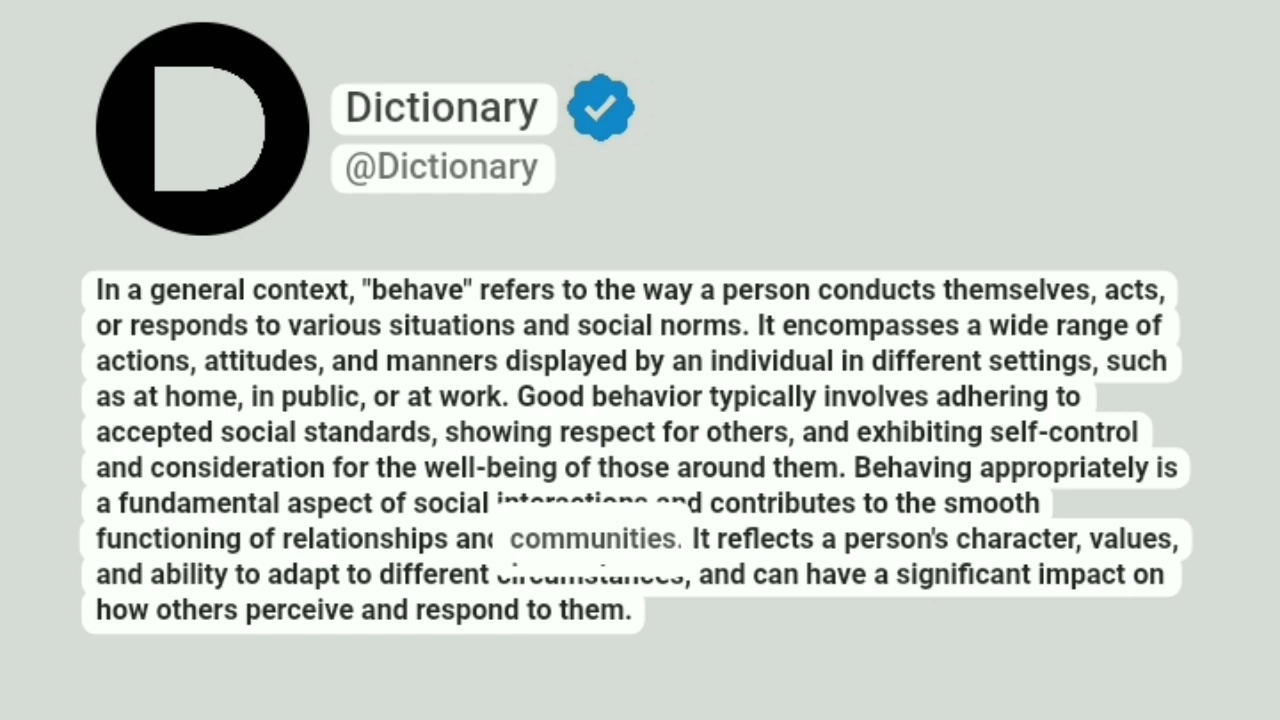 D
Dictionary
@Dictionary
In a general context, "behave" refers to the way a person conducts themselves, acts,
or responds to various situations and social norms. It encompasses a wide range of
actions, attitudes, and manners displayed by an individual in different settings, such
as at home, in public, or at work. Good behavior typically involves adhering to
accepted social standards, showing respect for others, and exhibiting self-control
and consideration for the well-being of those around them. Behaving appropriately is
a fundamental aspect of social interactions and contributes to the smooth
functioning of relationships and communities. It reflects a person's character, values,
and ability to adapt to different circumstances, and can have a significant impact on
how others perceive and respond to them.